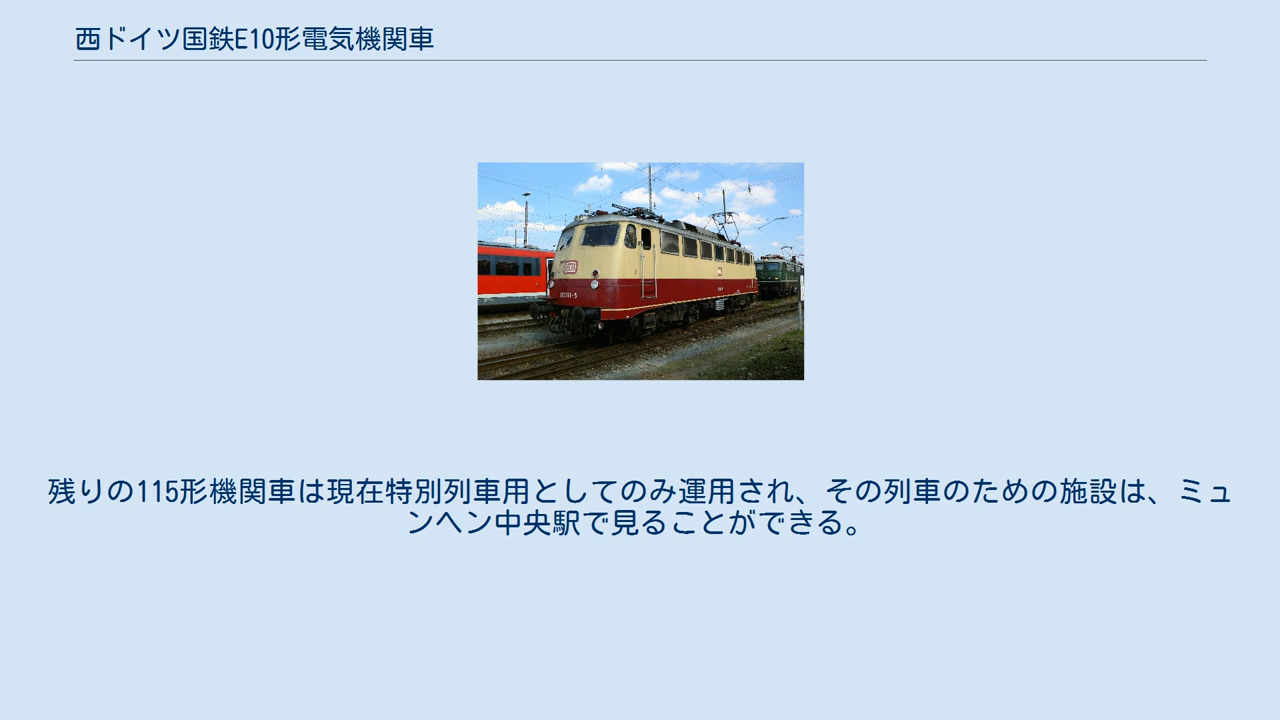 西ドイツ国鉄E10形電気機関車
残りの115形機関車は現在特別列車用としてのみ運用され、その列車のための施設は、ミュ
ンヘン中央駅で見ることができる。